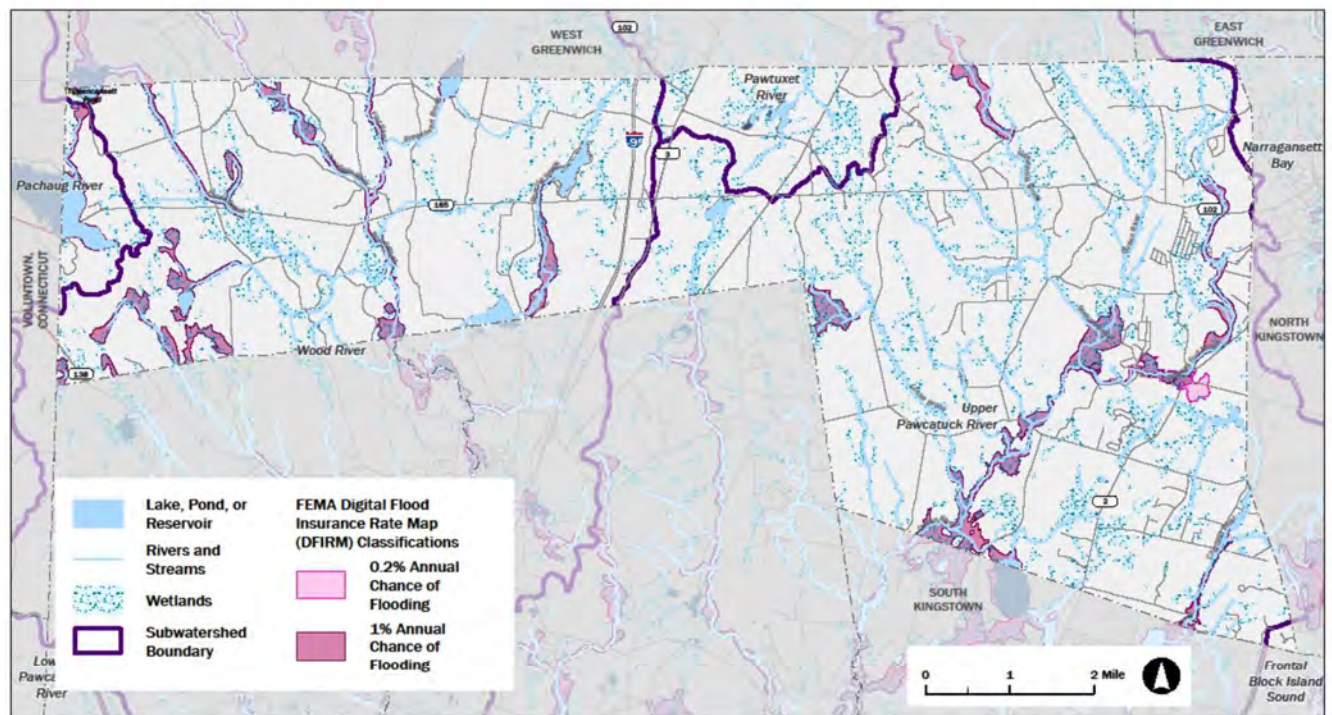 WEST
GREENWICH
102
EAST
GREENWICH
Pawtuxet
River
95
3
Narragansett
Bay
Pachaug River
165
102
VOLUNTOWN,
CONNECTICUT
NORTH
KINGSTOWN
Wood River
138
Upper
Pawcatuck River
2
Lake, Pond, or
Reservoir
Rivers and
Streams
Wetlands
Subwatershed
Boundary
FEMA Digital Flood
Insurance Rate Map
(DFIRM) Classifications
0.2% Annual
Chance of
Flooding
1% Annual
Chance of
Flooding
SOUTH
KINGSTOWN
River
0 1 2 Mile
Frontal
Block Island
Sound